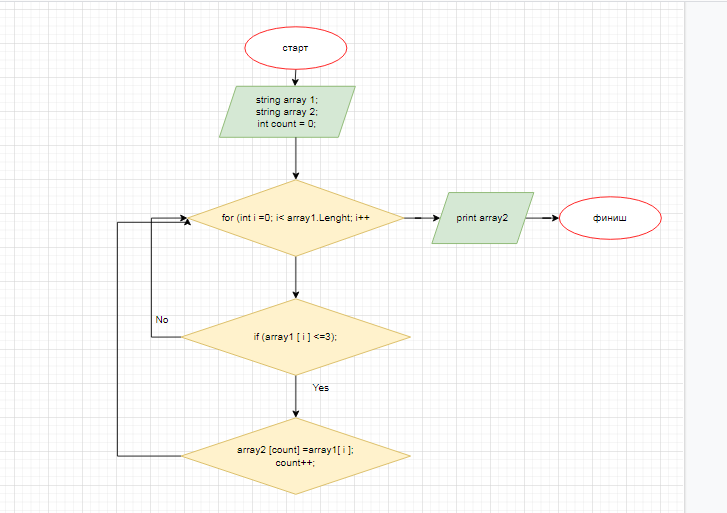 старт
string array 1;
string array 2;
int count = 0;
for (int i =0; i< array1.Lenght; i++
print array2
финиш
No
if (array1 [ i ] <=3);
Yes
array2 [count] =array1[ i ];
count++;